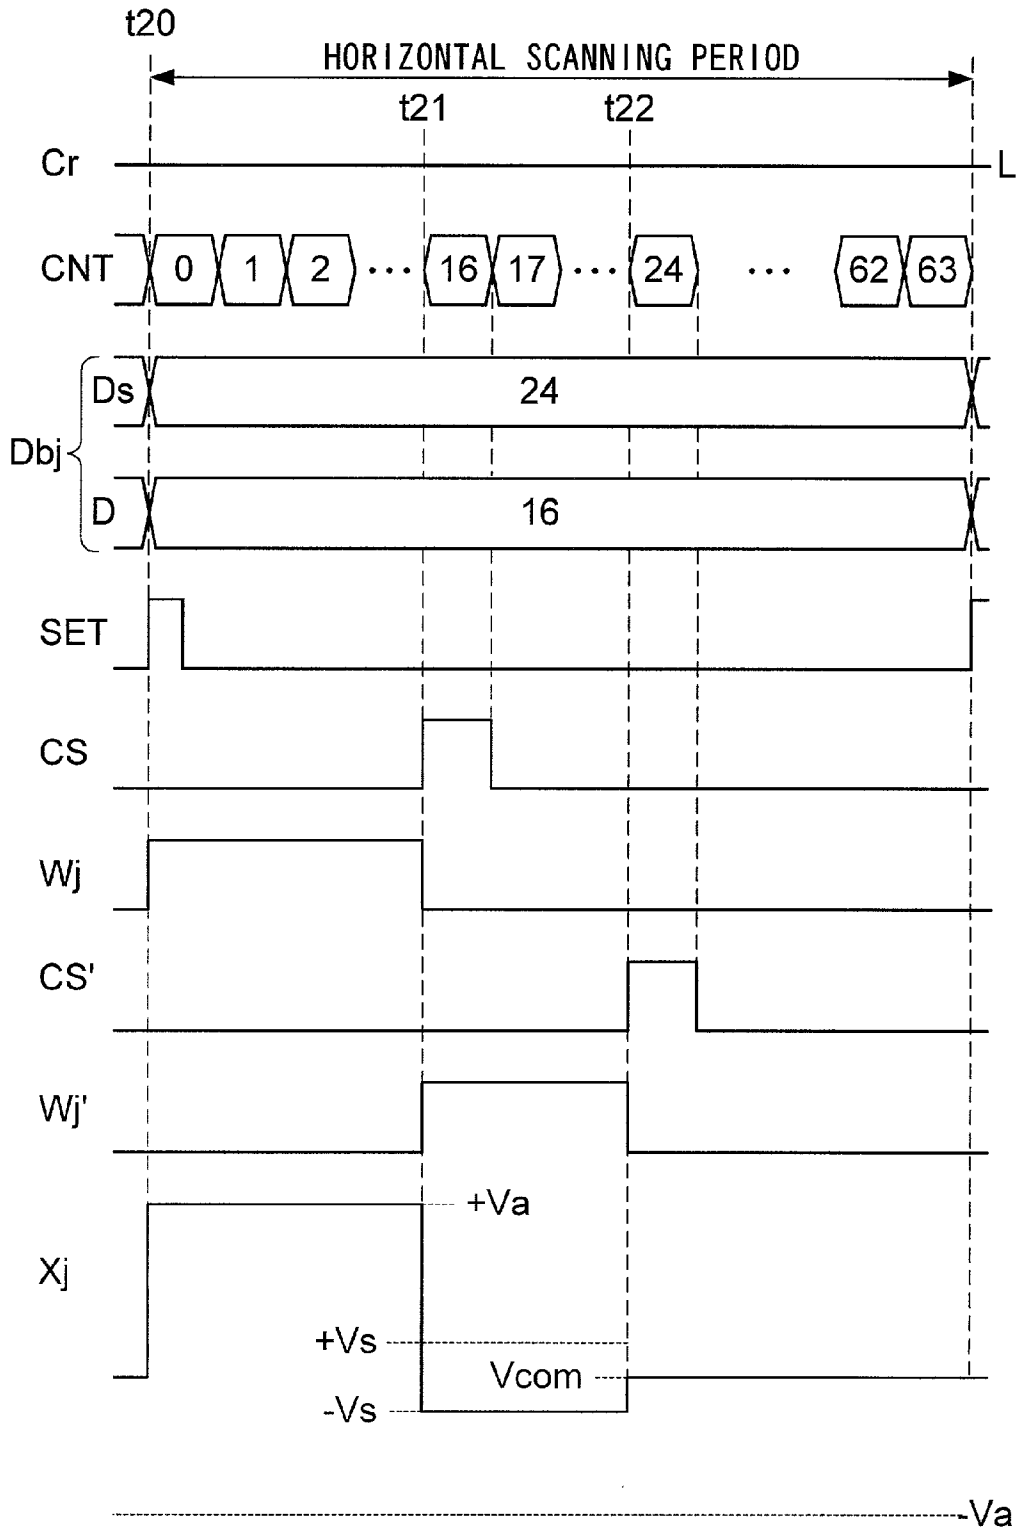 t20
HORIZONTAL SCANNING PERIOD
t21 t22
Cr L
CNT 0 1 2 ... 16 17 ... 24 ... 62 63
Ds 24
Dbj
D 16
SET
CS
Wj
CS'
Wj'
+Va
Xj
+Vs
Vcom
-Vs
-Va